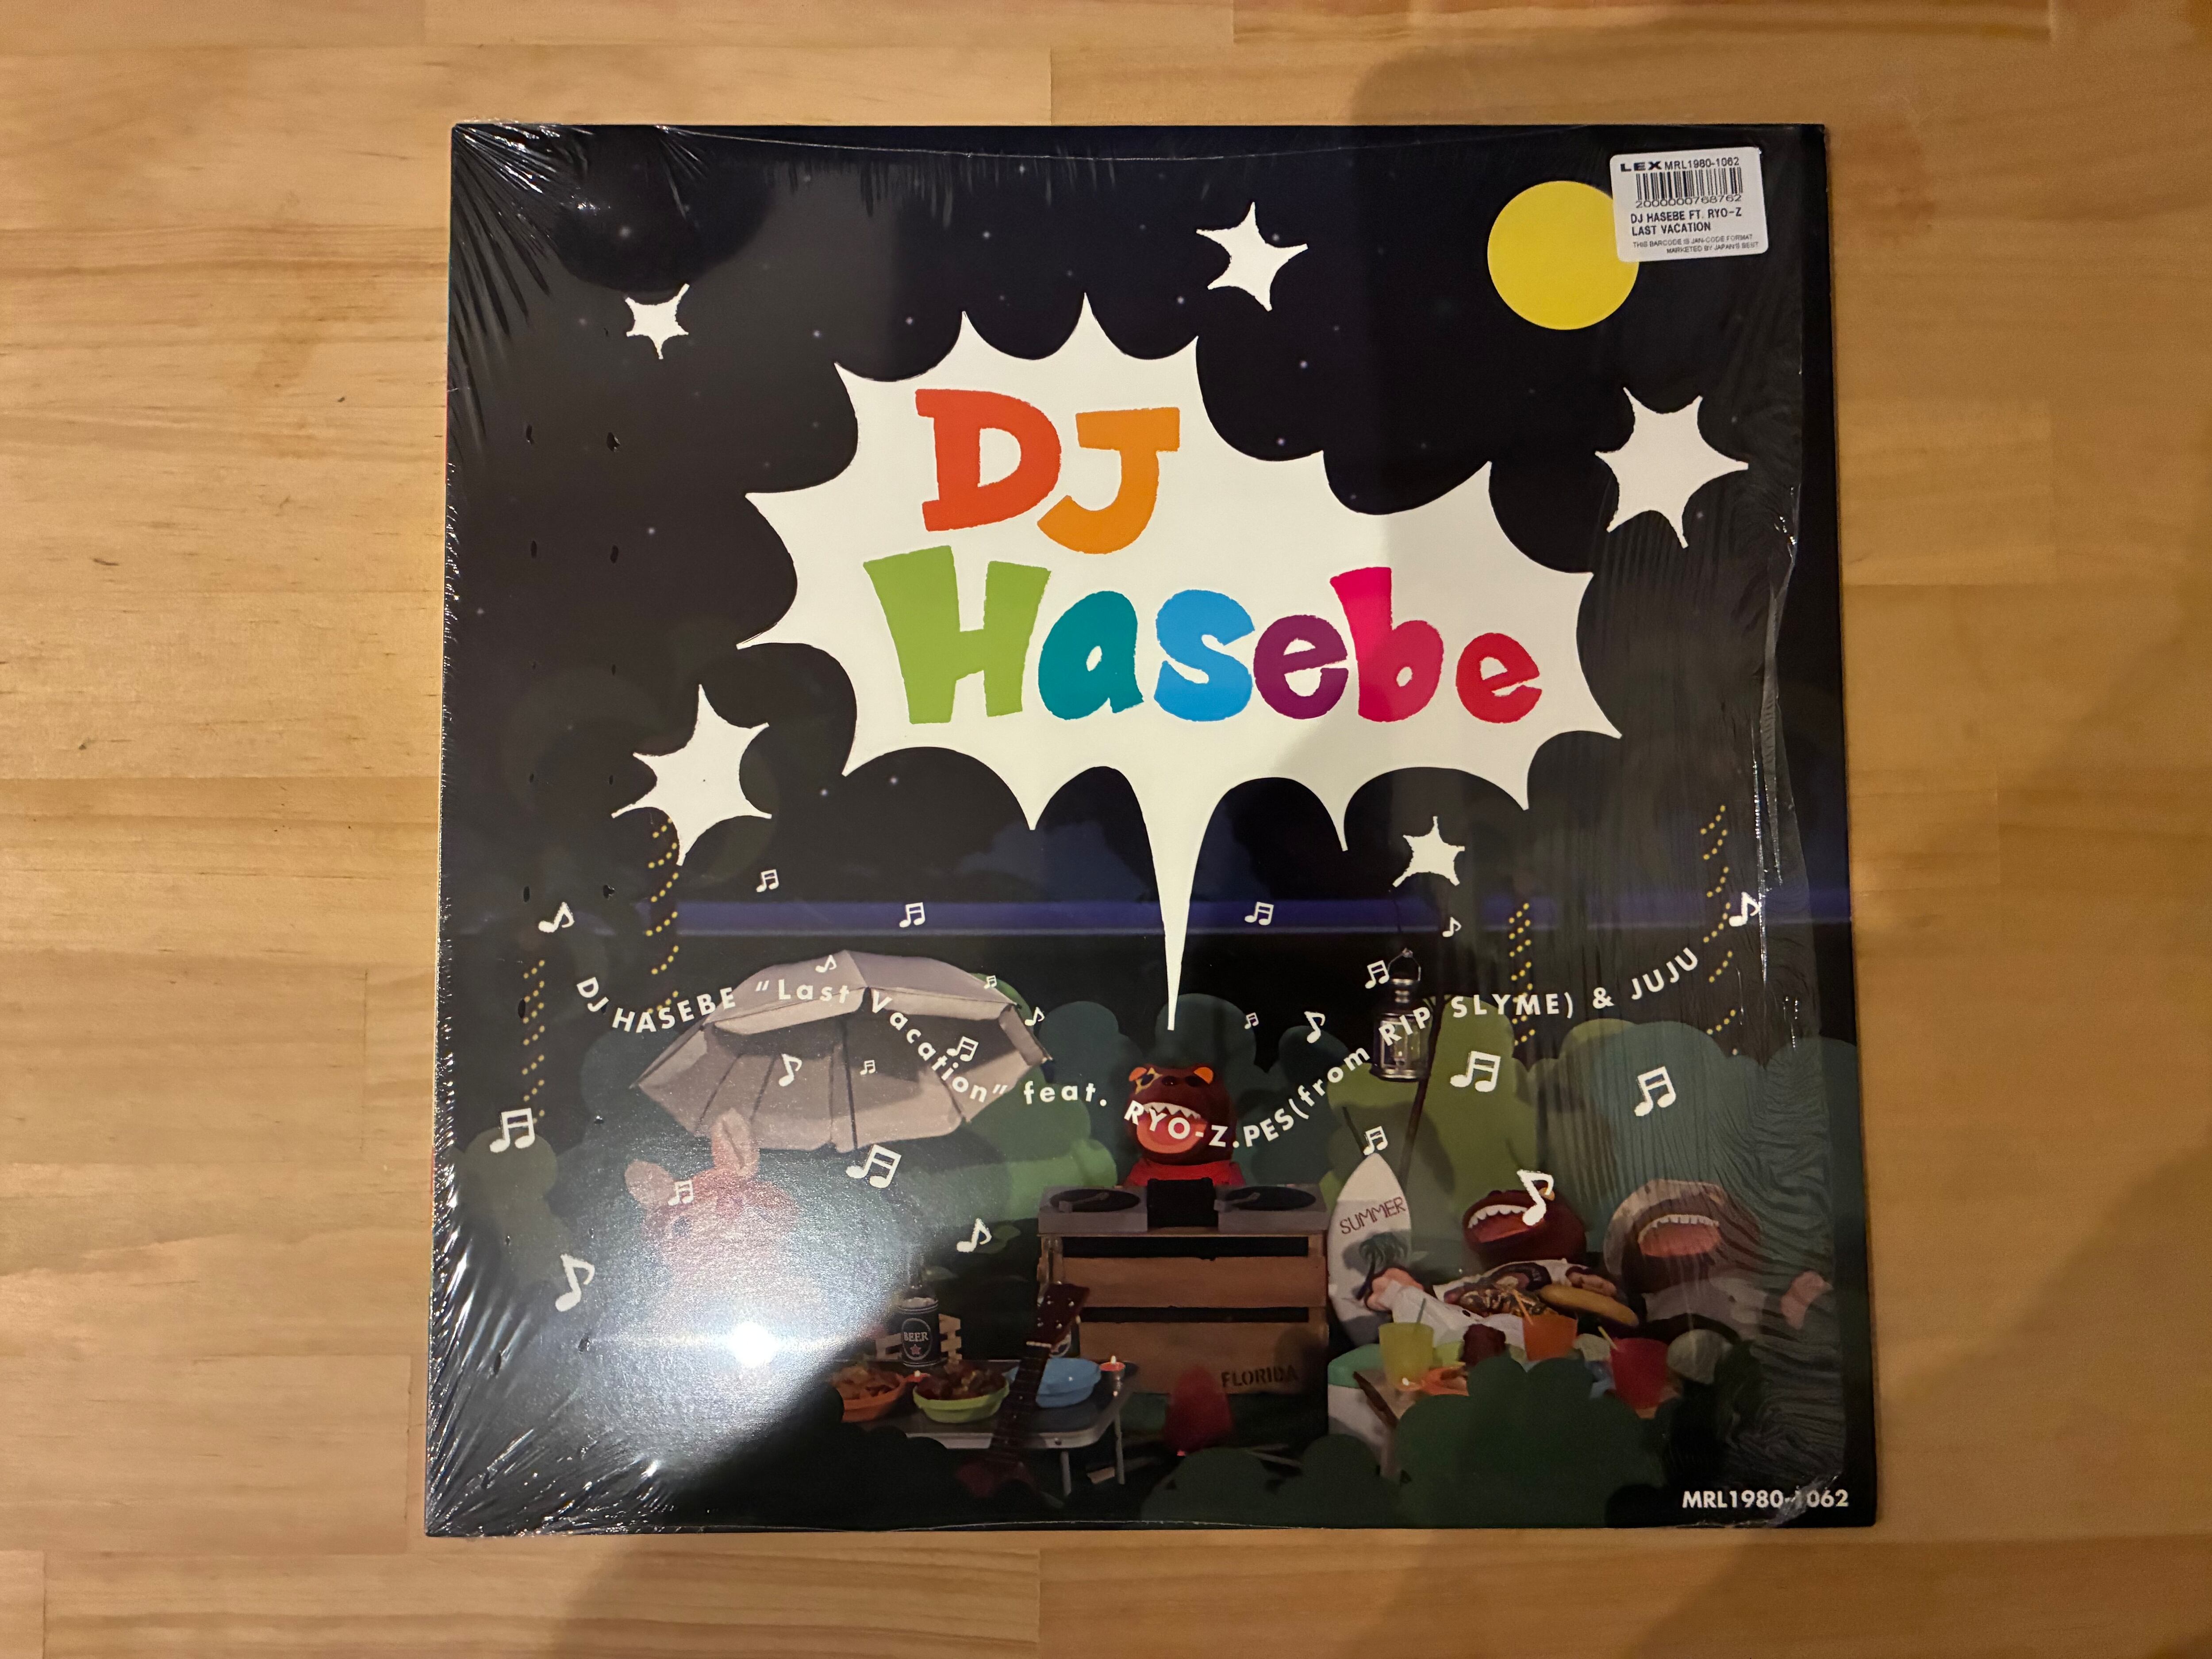 LEX MRL1980-1062
2000000768762
DJ HASEBE FT. RYO-Z
LAST VACATION
THIS BARCODE IS JAN-CODE FORMAT
MARKETED BY JAPAN'S BEST
DJ
Hasebe
DJ HASEBE "Last Vacation" feat. RYO-Z.PES(from RIP SLYME) & JUJU
SUMMER
BEER
FLORIDA
MRL1980-1062